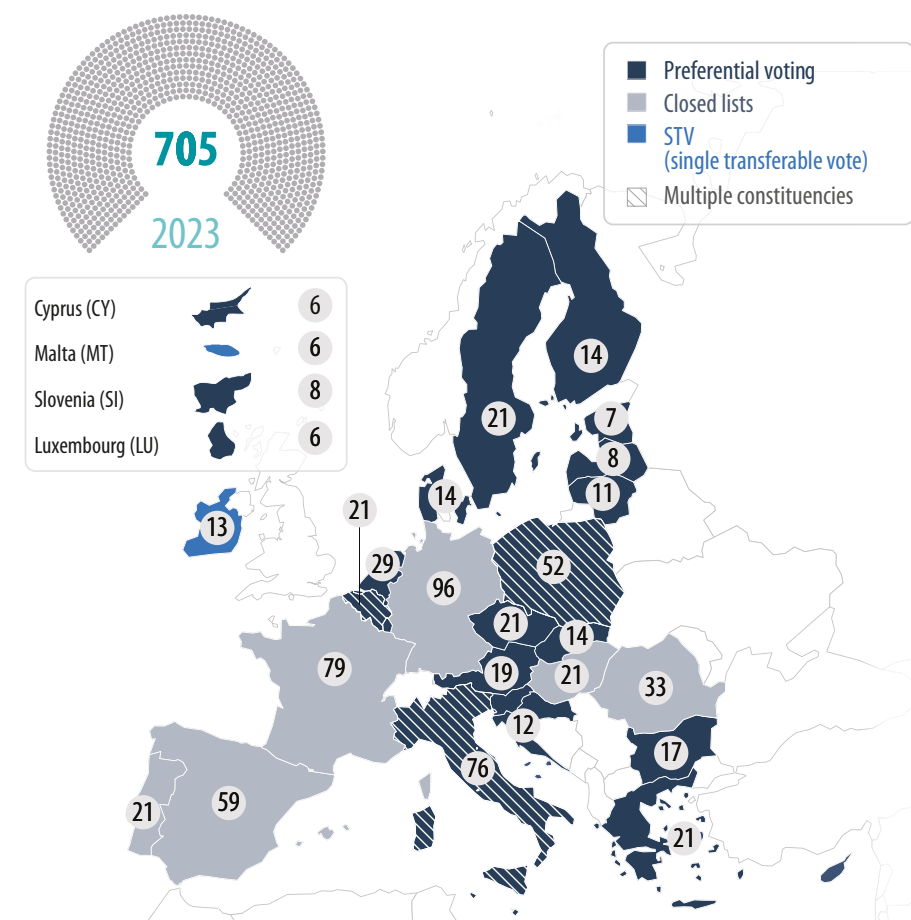 705
2023
Preferential voting
Closed lists
STV
(single transferable vote)
Multiple constituencies
Cyprus (CY) 6
Malta (MT) 6
Slovenia (SI) 8
Luxembourg (LU) 6
14
21
7
8
11
14
21
13
29
52
96
21
14
79
19
21
33
12
17
76
59
21
21